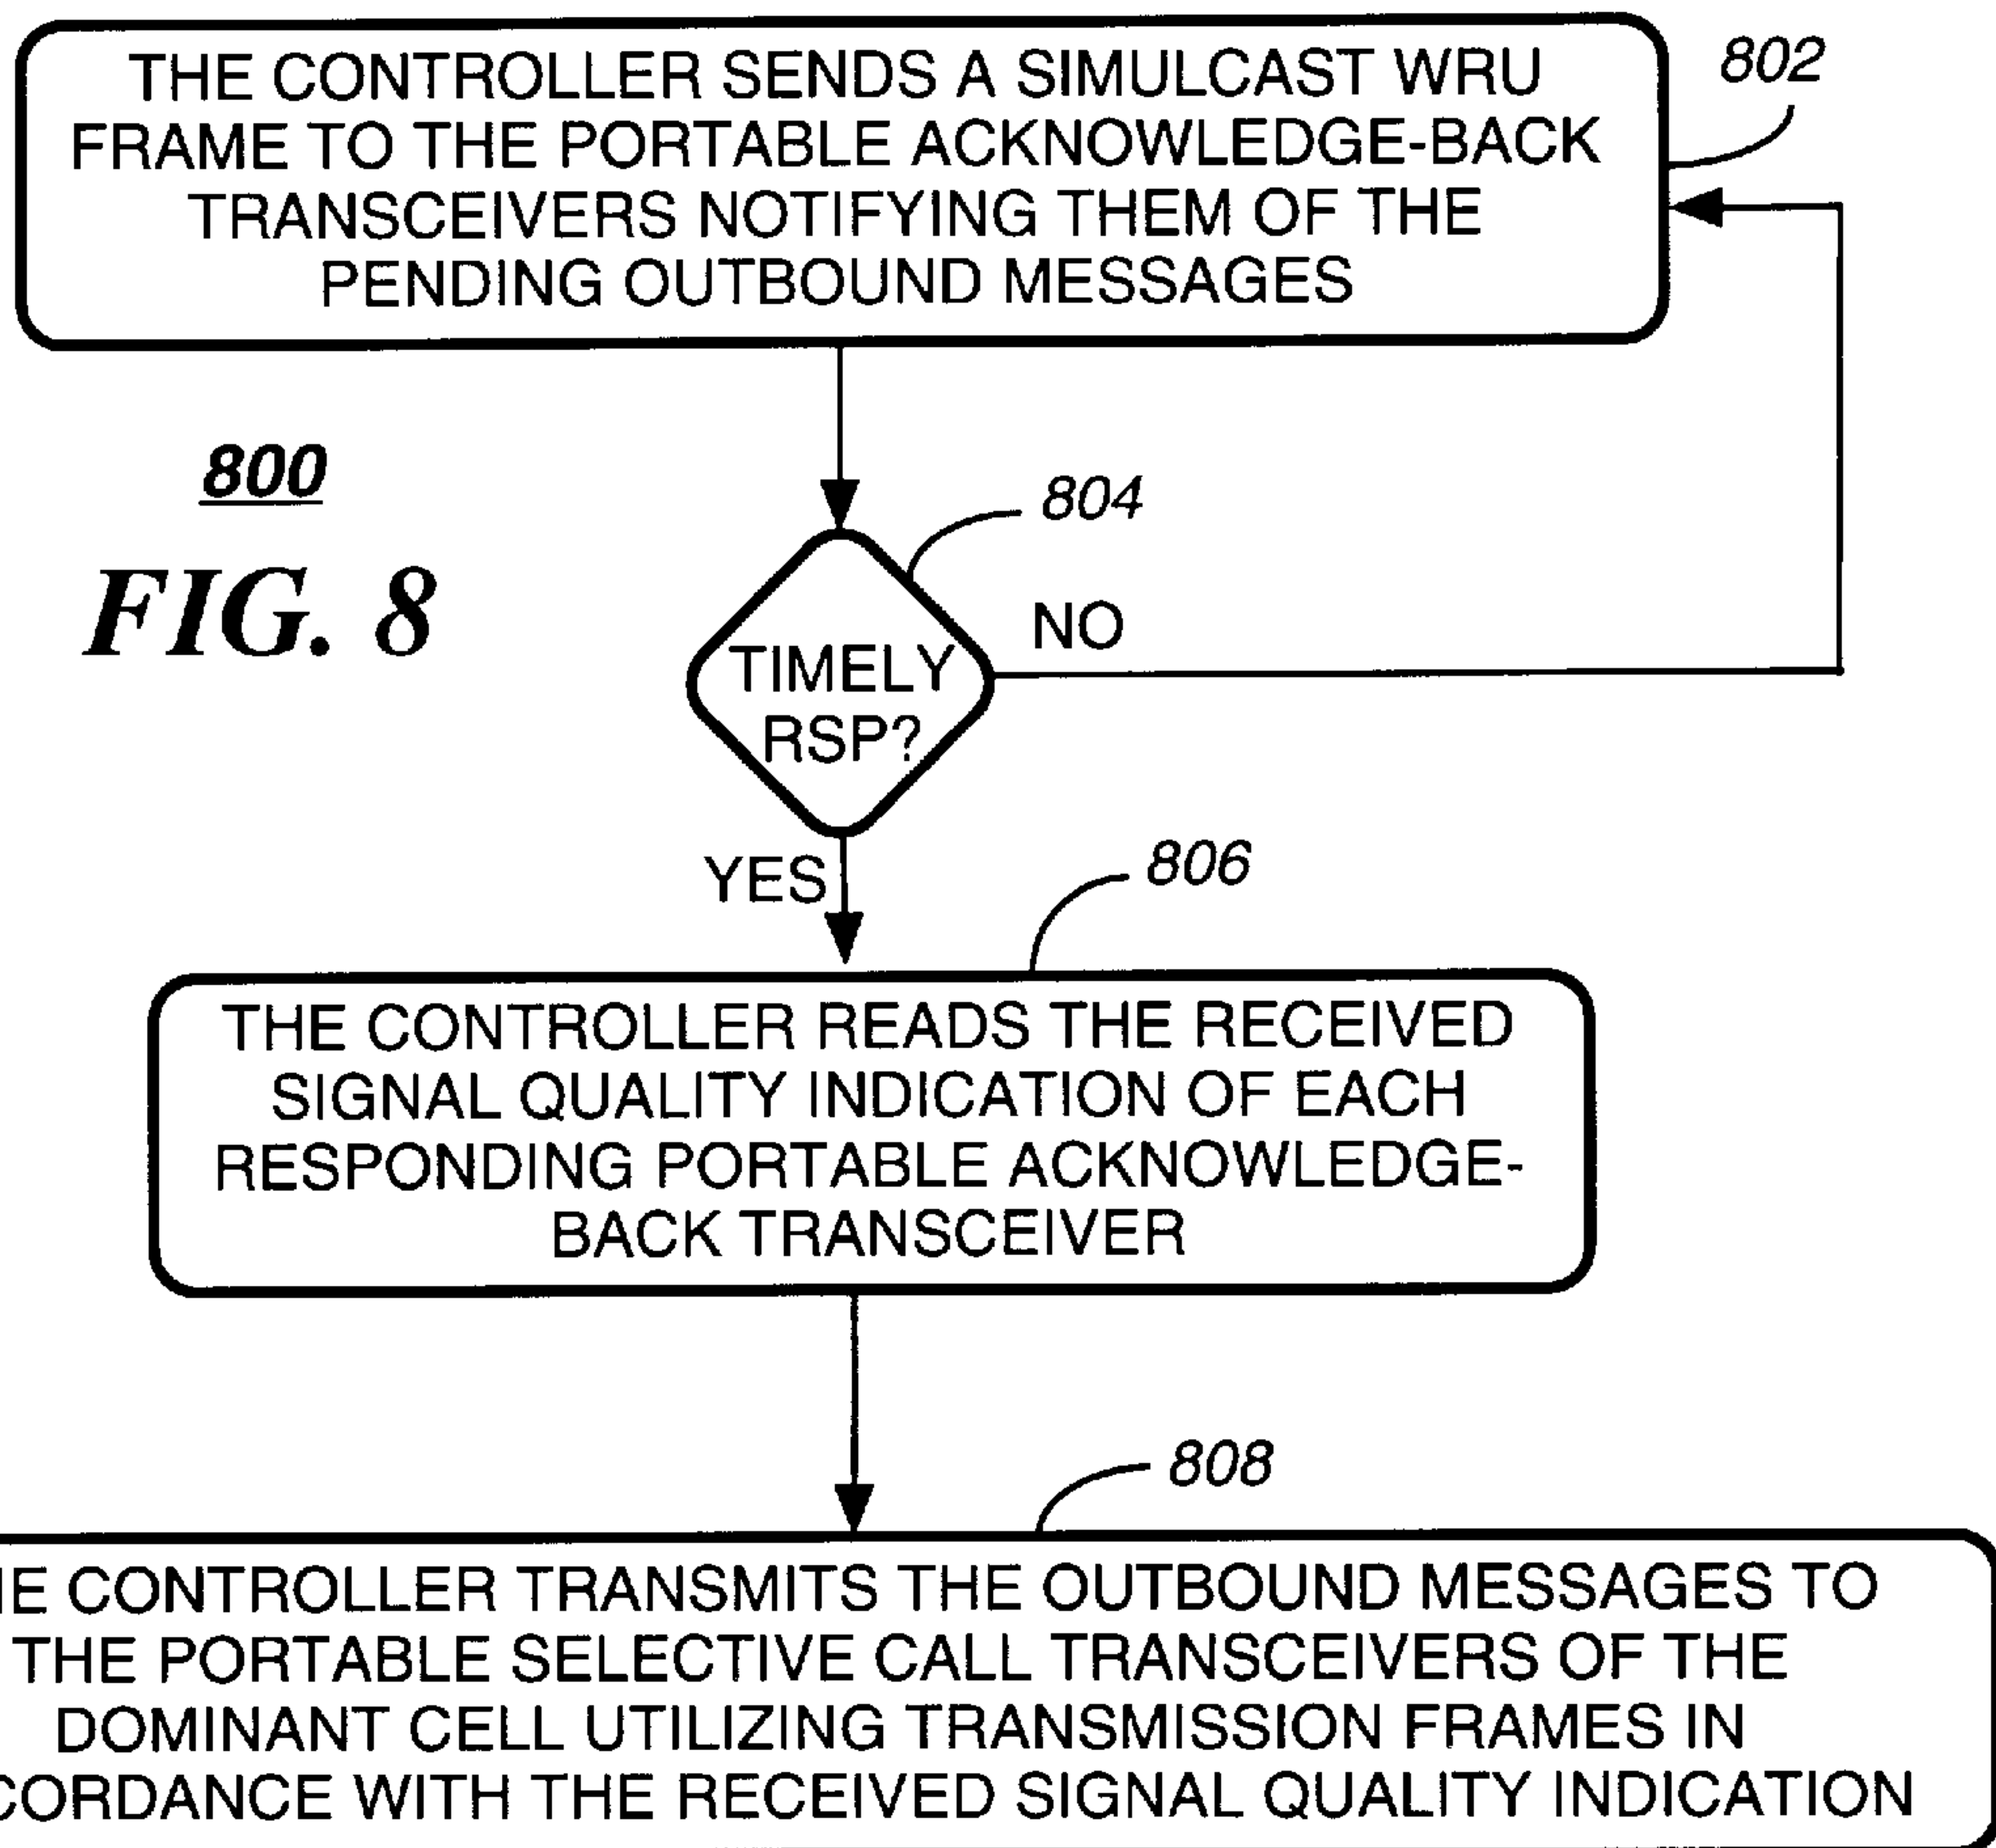 THE CONTROLLER SENDS A SIMULCAST WRU
FRAME TO THE PORTABLE ACKNOWLEDGE-BACK
TRANSCEIVERS NOTIFYING THEM OF THE
PENDING OUTBOUND MESSAGES
802
800
FIG. 8
804
NO
TIMELY
RSP?
YES
806
THE CONTROLLER READS THE RECEIVED
SIGNAL QUALITY INDICATION OF EACH
RESPONDING PORTABLE ACKNOWLEDGE-
BACK TRANSCEIVER
808
CONTROLLER TRANSMITS THE OUTBOUND MESSAGES TO
THE PORTABLE SELECTIVE CALL TRANSCEIVERS OF THE
DOMINANT CELL UTILIZING TRANSMISSION FRAMES IN
WITH THE RECEIVED SIGNAL QUALITY INDICATION